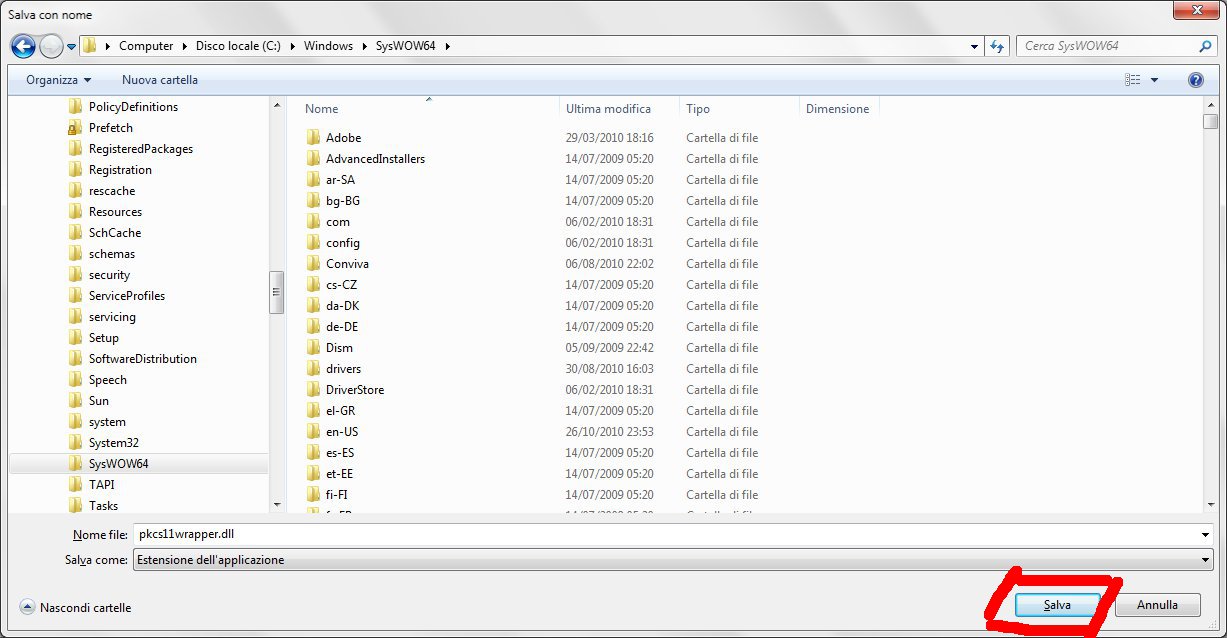 Salva con nome
Computer Disco locale (C:) Windows SysWOW64
Cerca SysWOW64
Organizza Nuova cartella
PolicyDefinitions
Prefetch
RegisteredPackages
Registration
rescache
Resources
SchCache
schemas
security
ServiceProfiles
servicing
Setup
SoftwareDistribution
Speech
Sun
system
System32
SysWOW64
TAPI
Tasks
Nome Ultima modifica Tipo Dimensione
Adobe 29/03/2010 18:16 Cartella di file
AdvancedInstallers 14/07/2009 05:20 Cartella di file
ar-SA 14/07/2009 05:20 Cartella di file
bg-BG 14/07/2009 05:20 Cartella di file
com 06/02/2010 18:31 Cartella di file
config 06/02/2010 18:31 Cartella di file
Conviva 06/08/2010 22:02 Cartella di file
cs-CZ 14/07/2009 05:20 Cartella di file
da-DK 14/07/2009 05:20 Cartella di file
de-DE 14/07/2009 05:20 Cartella di file
Dism 05/09/2009 22:42 Cartella di file
drivers 30/08/2010 16:03 Cartella di file
DriverStore 06/02/2010 18:31 Cartella di file
el-GR 14/07/2009 05:20 Cartella di file
en-US 26/10/2010 23:53 Cartella di file
es-ES 14/07/2009 05:20 Cartella di file
et-EE 14/07/2009 05:20 Cartella di file
fi-FI 14/07/2009 05:20 Cartella di file
Nome file: pkcs11wrapper.dll
Salva come: Estensione dell'applicazione
Nascondi cartelle
Salva Annulla